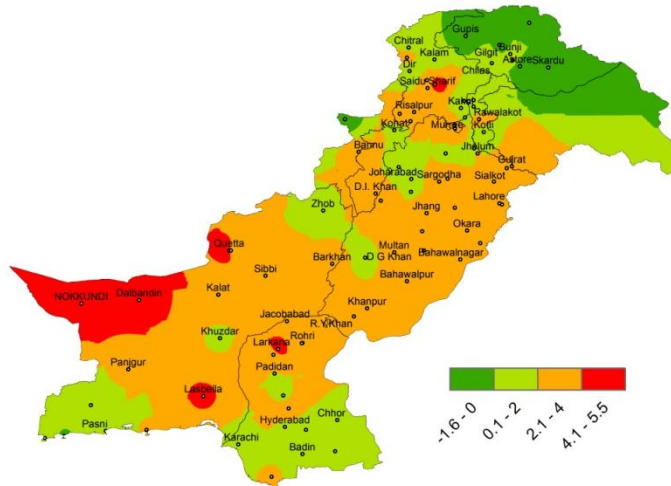 Gupis
Chitral
Bunji
Kalam
Gilgit
Astore
Dir
Skardu
Chilas
Saidu Sharif
Kakul
Risalpur
Rawalakot
Kohat
Kotli
Bannu
Jhelum
Gujrat
Joharabad
Sargodha
Sialkot
D.I. Khan
Lahore
Zhob
Jhang
Okara
Quetta
Multan
Barkhan
D G Khan
Bahawalnagar
Sibbi
Bahawalpur
NOKKUNDI
Dalbandin
Kalat
Khanpur
Jacobabad
R.Y.Khan
Khuzdar
Rohri
Larkana
Panjgur
Padidan
Lasbella
Chhor
Pasni
Hyderabad
Karachi
Badin
-1.6 - 0
0.1 - 2
2.1 - 4
4.1 - 5.5